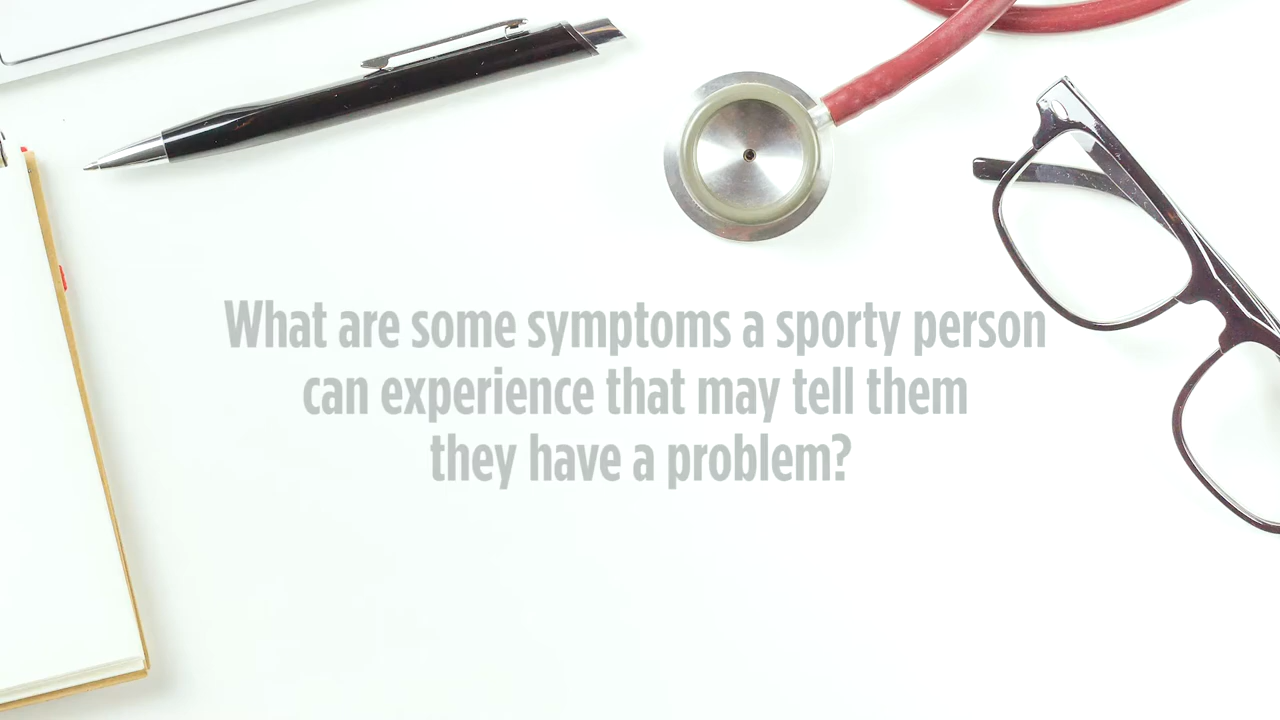 What are some symptoms a sporty person
can experience that may tell them
they have a problem?